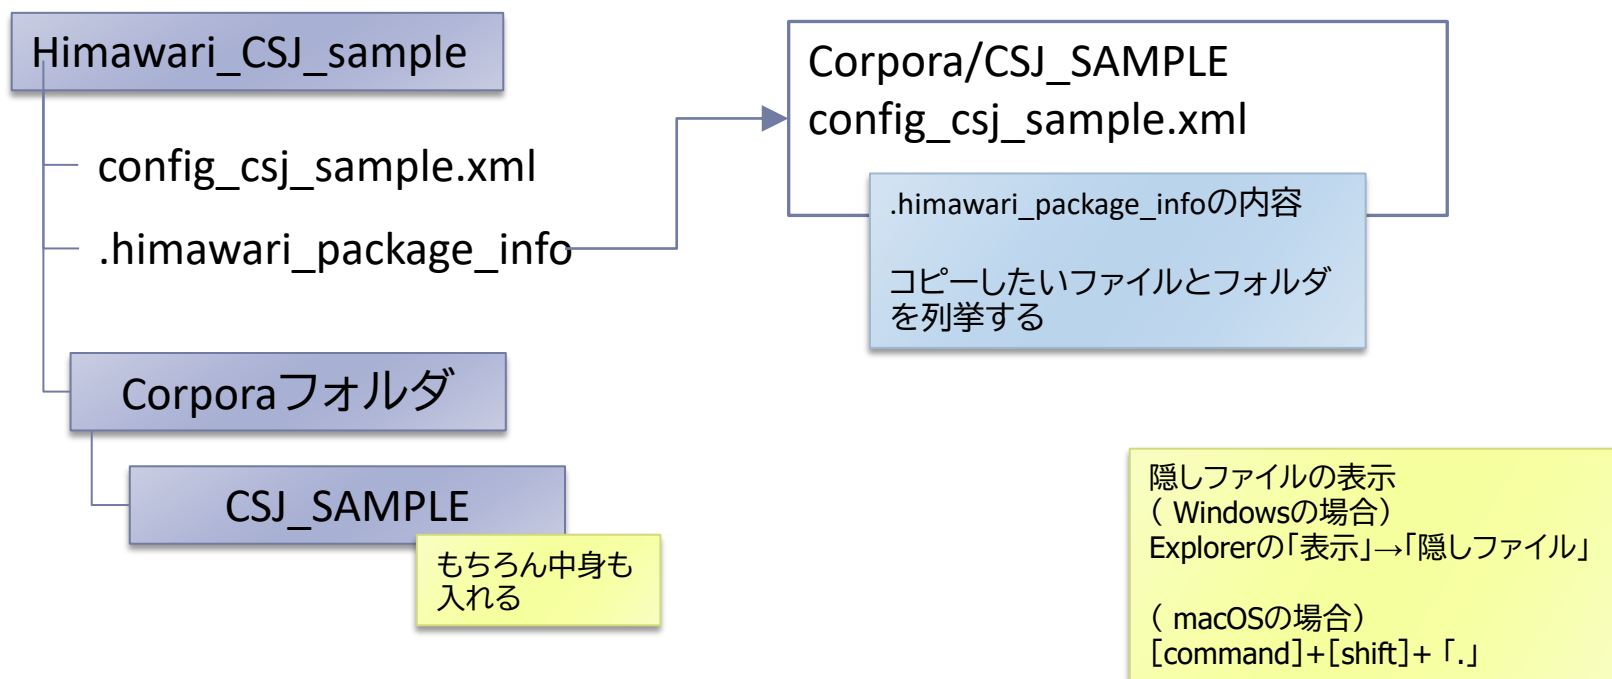 Himawari_CSJ_sample
config_csj_sample.xml
.himawari_package_info
Corporaフォルダ
CSJ_SAMPLE
もちろん中身も
入れる
Corpora/CSJ_SAMPLE
config_csj_sample.xml
.himawari_package_infoの内容
コピーしたいファイルとフォルダ
を列挙する
隠しファイルの表示
（ Windowsの場合）
Explorerの「表示」→「隠しファイル」
（ macOSの場合）
［command］+［shift］+ 「.」